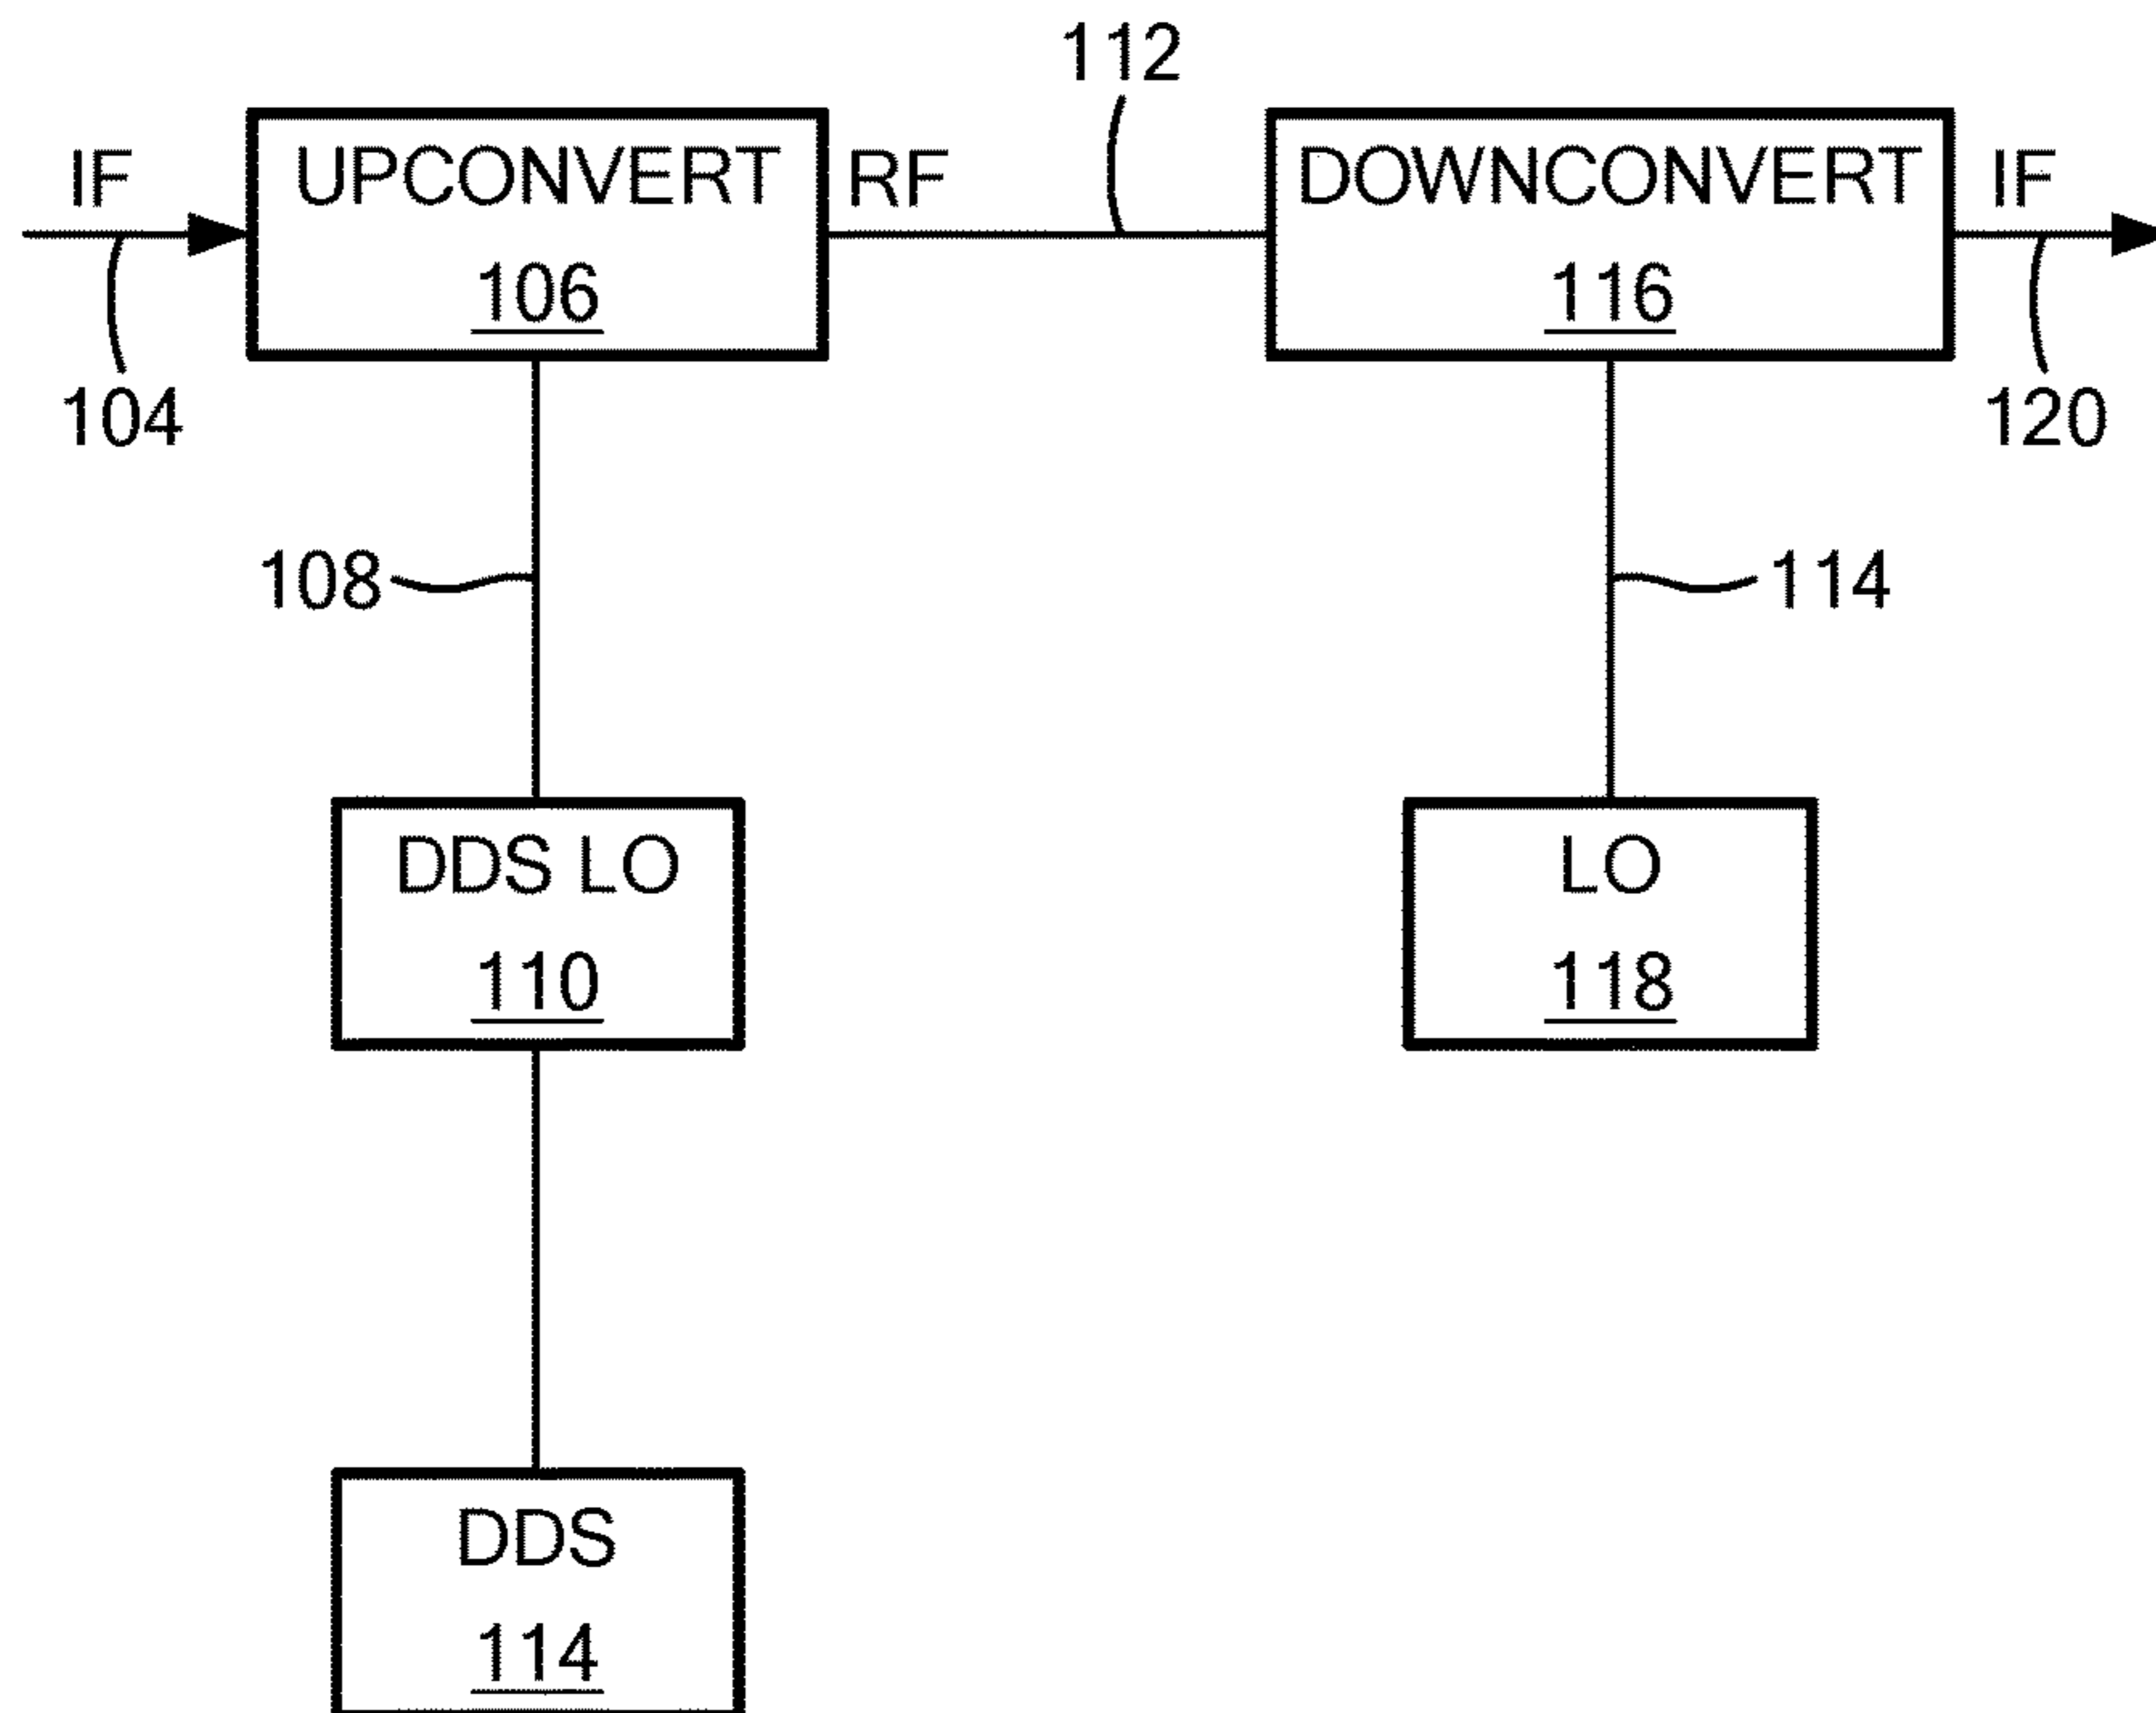 112
IF
UPCONVERT
RF
DOWNCONVERT
IF
106
116
104
120
108
114
DDS LO
LO
110
118
DDS
114